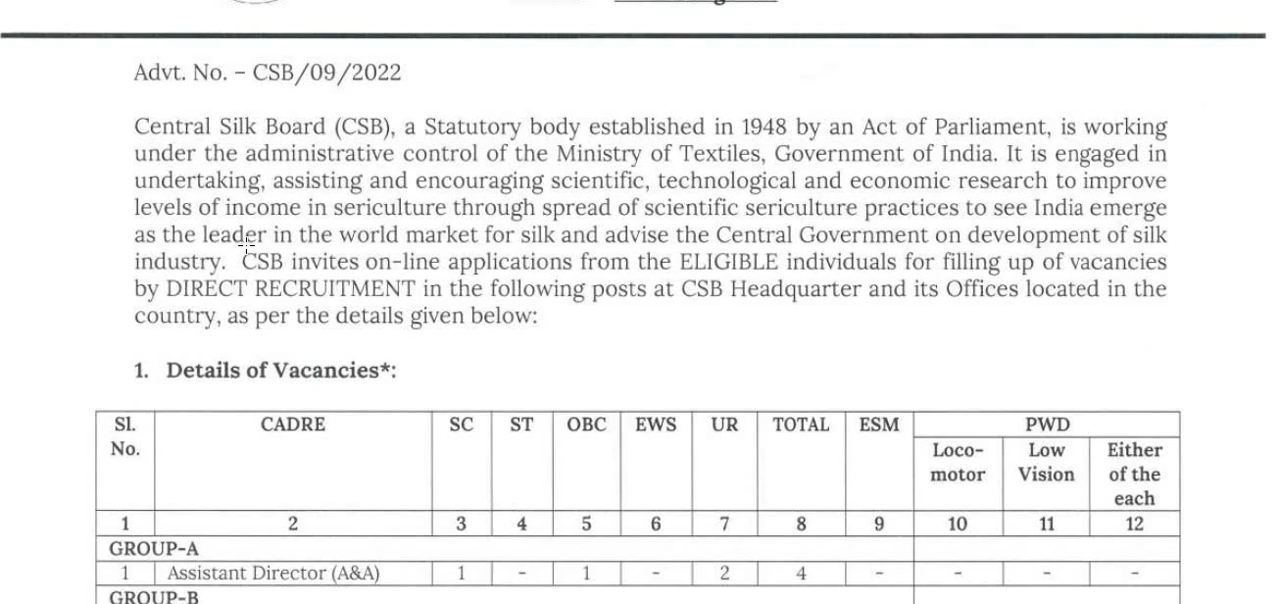 Advt. No. – CSB/09/2022
Central Silk Board (CSB), a Statutory body established in 1948 by an Act of Parliament, is working
under the administrative control of the Ministry of Textiles, Government of India. It is engaged in
undertaking, assisting and encouraging scientific, technological and economic research to improve
levels of income in sericulture through spread of scientific sericulture practices to see India emerge
as the leader in the world market for silk and advise the Central Government on development of silk
industry. CSB invites on-line applications from the ELIGIBLE individuals for filling up of vacancies
by DIRECT RECRUITMENT in the following posts at CSB Headquarter and its Offices located in the
country, as per the details given below:
1. Details of Vacancies*:
Sl. No. CADRE SC ST OBC EWS UR TOTAL ESM PWD
Loco-motor Low Vision Either of the each
1 2 3 4 5 6 7 8 9 10 11 12
GROUP-A
1 Assistant Director (A&A) 1 - 1 - 2 4 - - - -
GROUP-B